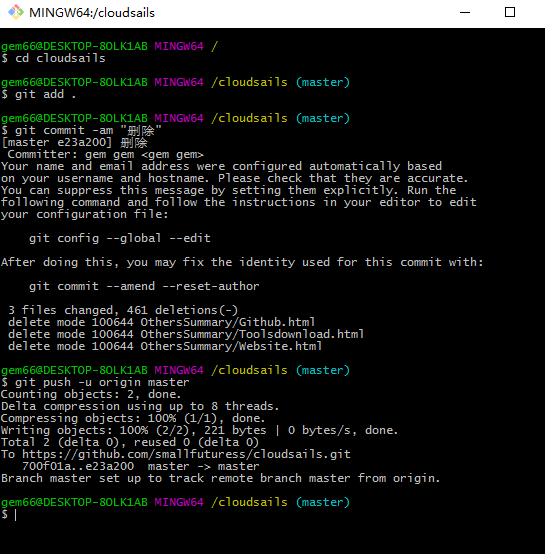 MINGW64:/cloudsails
gem66@DESKTOP-8OLK1AB MINGW64 /
$ cd cloudsails
gem66@DESKTOP-8OLK1AB MINGW64 /cloudsails (master)
$ git add .
gem66@DESKTOP-8OLK1AB MINGW64 /cloudsails (master)
$ git commit -am "删除"
[master e23a200] 删除
 Committer: gem gem <gem gem>
Your name and email address were configured automatically based
on your username and hostname. Please check that they are accurate.
You can suppress this message by setting them explicitly. Run the
following command and follow the instructions in your editor to edit
your configuration file:
    git config --global --edit
After doing this, you may fix the identity used for this commit with:
    git commit --amend --reset-author
 3 files changed, 461 deletions(-)
 delete mode 100644 OthersSummary/Github.html
 delete mode 100644 OthersSummary/Toolsdownload.html
 delete mode 100644 OthersSummary/Website.html
gem66@DESKTOP-8OLK1AB MINGW64 /cloudsails (master)
$ git push -u origin master
Counting objects: 2, done.
Delta compression using up to 8 threads.
Compressing objects: 100% (1/1), done.
Writing objects: 100% (2/2), 221 bytes | 0 bytes/s, done.
Total 2 (delta 0), reused 0 (delta 0)
To https://github.com/smallfuturess/cloudsails.git
   700f01a..e23a200  master -> master
Branch master set up to track remote branch master from origin.
gem66@DESKTOP-8OLK1AB MINGW64 /cloudsails (master)
$